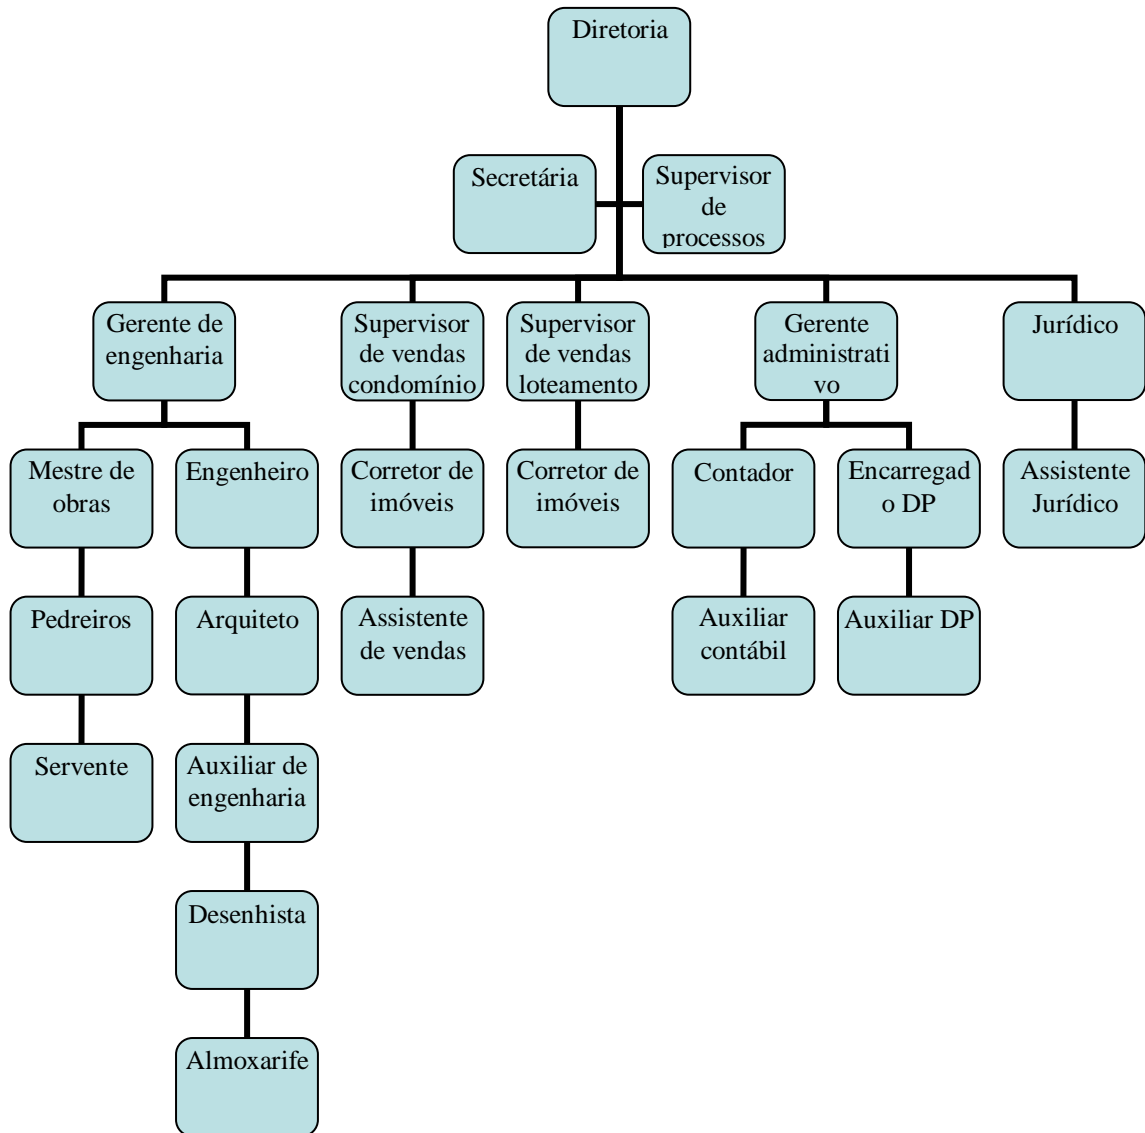 Diretoria
Secretária
Supervisor
de
processos
Gerente de
engenharia
Supervisor
de vendas
condomínio
Supervisor
de vendas
loteamento
Gerente
administrati
vo
Jurídico
Mestre de
obras
Engenheiro
Corretor de
imóveis
Corretor de
imóveis
Contador
Encarregad
o DP
Assistente
Jurídico
Pedreiros
Arquiteto
Assistente
de vendas
Auxiliar
contábil
Auxiliar DP
Servente
Auxiliar de
engenharia
Desenhista
Almoxarife